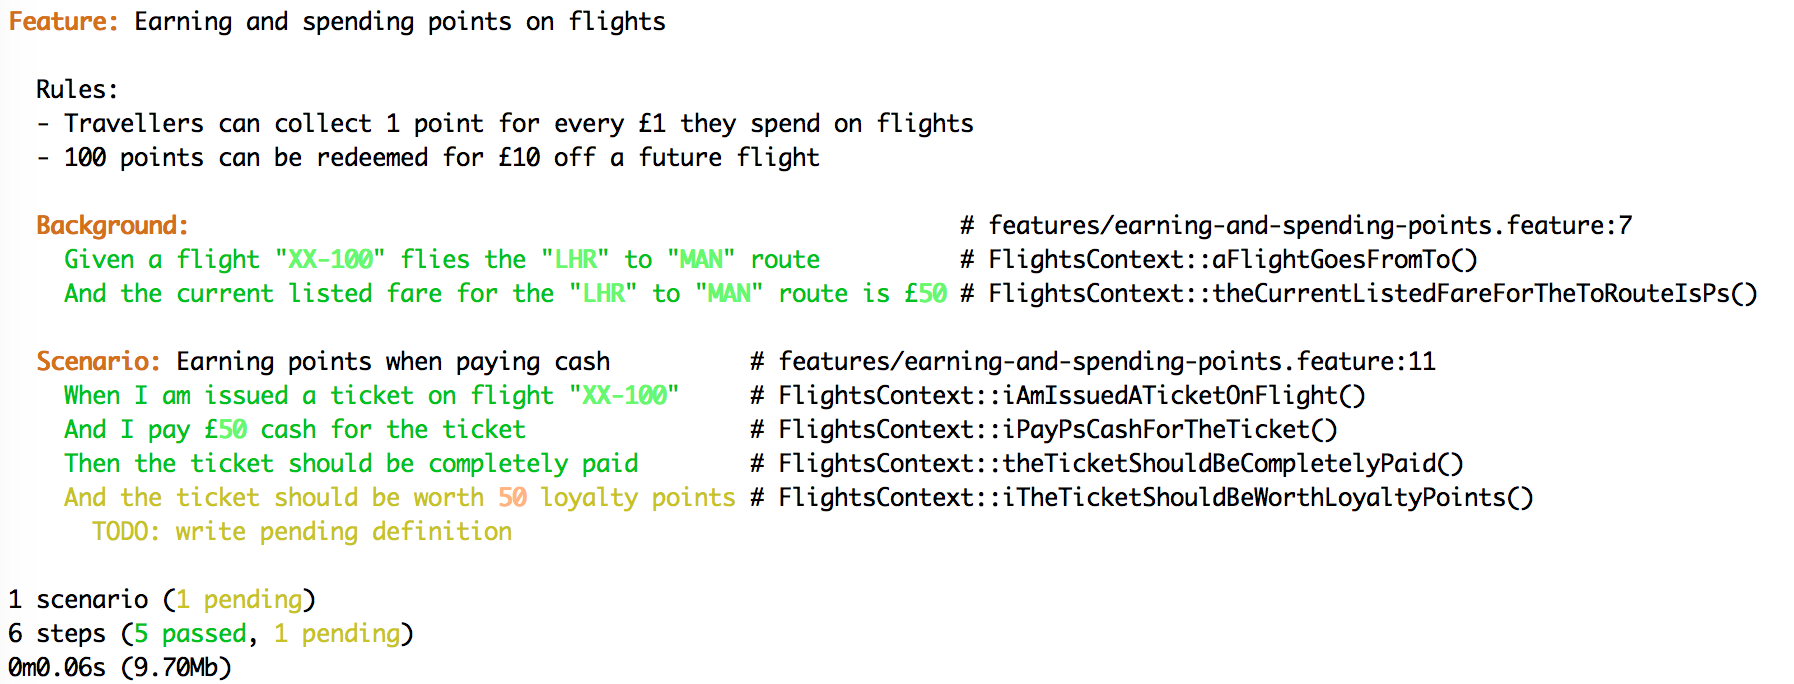 Feature: Earning and spending points on flights
Rules:
- Travellers can collect 1 point for every £1 they spend on flights
- 100 points can be redeemed for £10 off a future flight
Background: # features/earning-and-spending-points.feature:7
Given a flight "XX-100" flies the "LHR" to "MAN" route # FlightsContext::aFlightGoesFromTo()
And the current listed fare for the "LHR" to "MAN" route is £50 # FlightsContext::theCurrentListedFareForTheToRouteIsPs()
Scenario: Earning points when paying cash # features/earning-and-spending-points.feature:11
When I am issued a ticket on flight "XX-100" # FlightsContext::iAmIssuedATicketOnFlight()
And I pay £50 cash for the ticket # FlightsContext::iPayPsCashForTheTicket()
Then the ticket should be completely paid # FlightsContext::theTicketShouldBeCompletelyPaid()
And the ticket should be worth 50 loyalty points # FlightsContext::iTheTicketShouldBeWorthLoyaltyPoints()
TODO: write pending definition
1 scenario (1 pending)
6 steps (5 passed, 1 pending)
0m0.06s (9.70Mb)